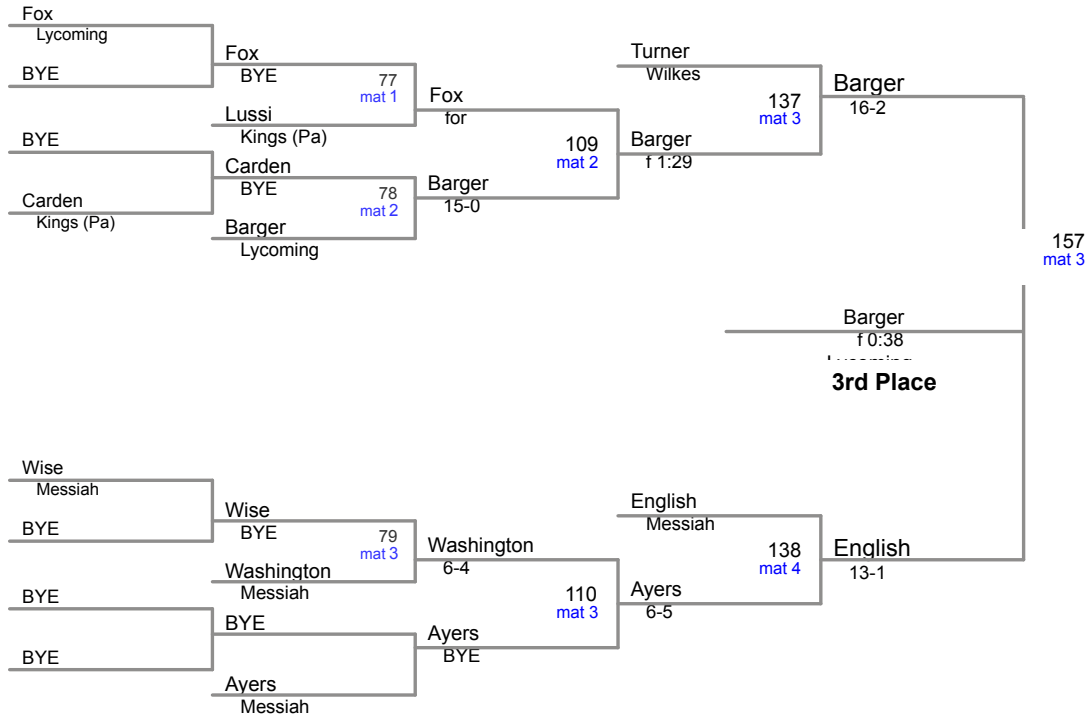 Fox
Lycoming
BYE
BYE
Carden
Kings (Pa)
Fox
BYE
77
mat 1
Lussi
Kings (Pa)
Carden
BYE
78
mat 2
Barger
Lycoming
Fox
for
109
mat 2
Barger
15-0
Turner
Wilkes
137
mat 3
Barger
f 1:29
Barger
16-2
157
mat 3
Barger
f 0:38
3rd Place
Wise
Messiah
BYE
BYE
BYE
Wise
BYE
79
mat 3
Washington
Messiah
BYE
Ayers
Messiah
Washington
6-4
110
mat 3
Ayers
BYE
English
Messiah
138
mat 4
Ayers
6-5
English
13-1